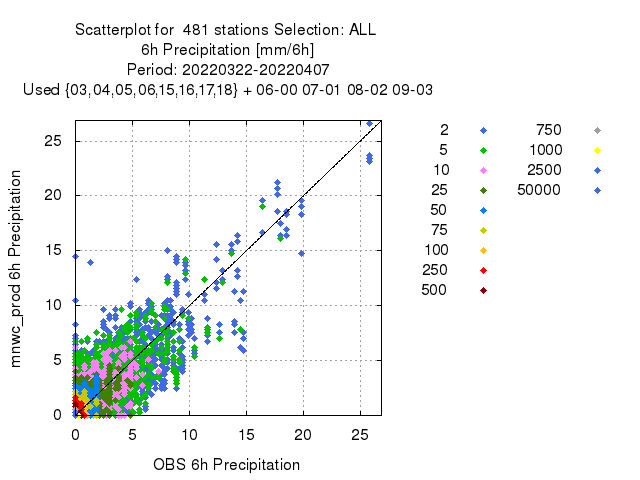 Scatterplot for  481 stations Selection: ALL
6h Precipitation [mm/6h]
Period: 20220322-20220407
Used {03,04,05,06,15,16,17,18} + 06-00 07-01 08-02 09-03
mnwc_prod 6h Precipitation
25
20
15
10
5
0
0 5 10 15 20 25
OBS 6h Precipitation
2 750
5 1000
10 2500
25 50000
50
75
100
250
500